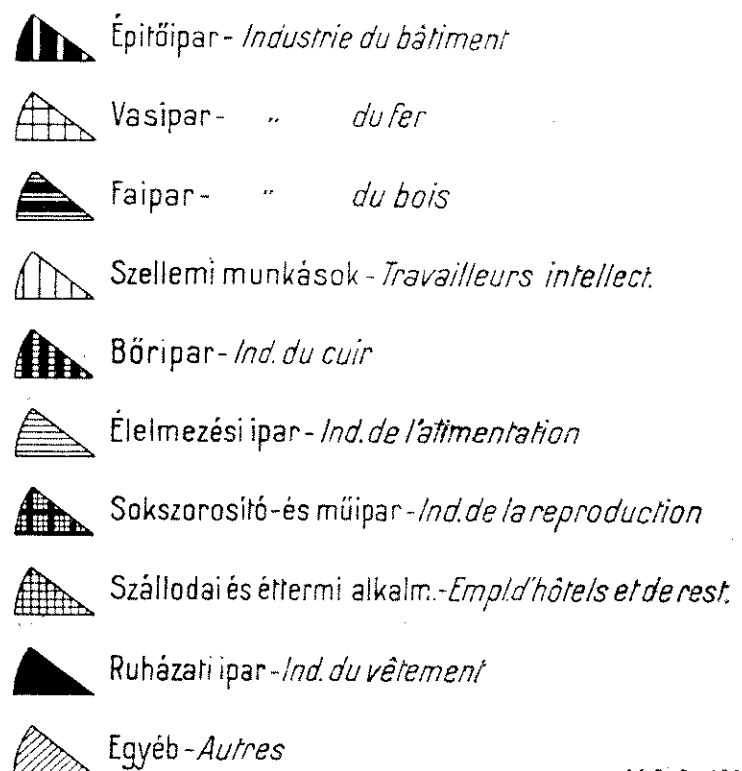 Épitőipar - Industrie du bâtiment
Vasipar - " du fer
Faipar - " du bois
Szellemi munkások - Travailleurs intellect.
Bőripar - Ind. du cuir
Élelmezési ipar - Ind. de l'alimentation
Sokszorosító-és műipar - Ind. de la reproduction
Szállodai és éttermi alkalm. - Empl. d'hôtels et de rest.
Ruházati ipar - Ind. du vêtement
Egyéb - Autres